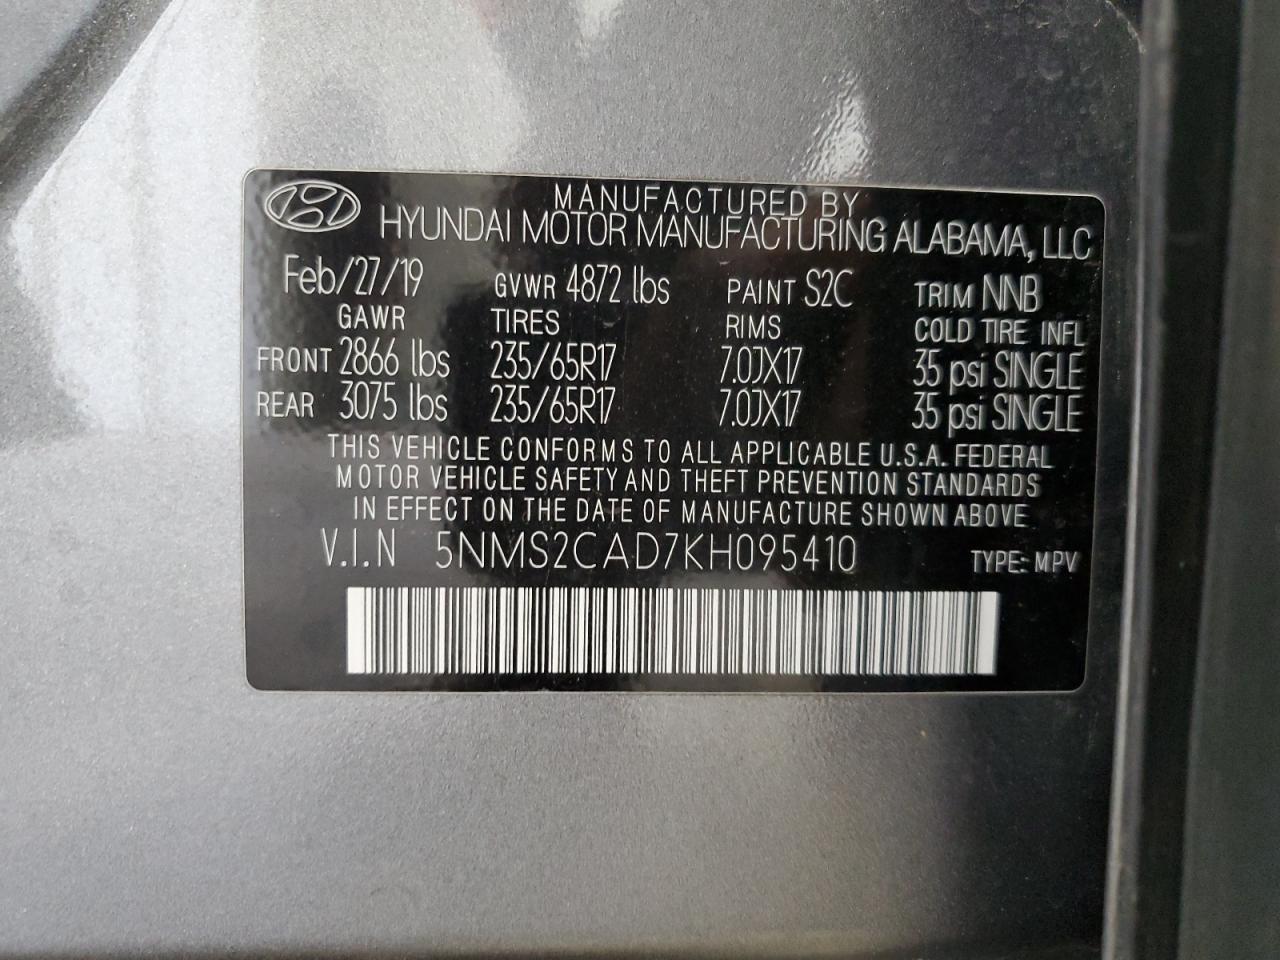 MANUFACTURED BY
HYUNDAI MOTOR MANUFACTURING ALABAMA, LLC
Feb/27/19 GVWR 4872 lbs PAINT S2C TRIM NNB
GAWR TIRES RIMS COLD TIRE INFL
FRONT 2866 lbs 235/65R17 7.0JX17 35 psi SINGLE
REAR 3075 lbs 235/65R17 7.0JX17 35 psi SINGLE
THIS VEHICLE CONFORMS TO ALL APPLICABLE U.S.A. FEDERAL
MOTOR VEHICLE SAFETY AND THEFT PREVENTION STANDARDS
IN EFFECT ON THE DATE OF MANUFACTURE SHOWN ABOVE
V.I.N 5NMS2CAD7KH095410 TYPE: MPV